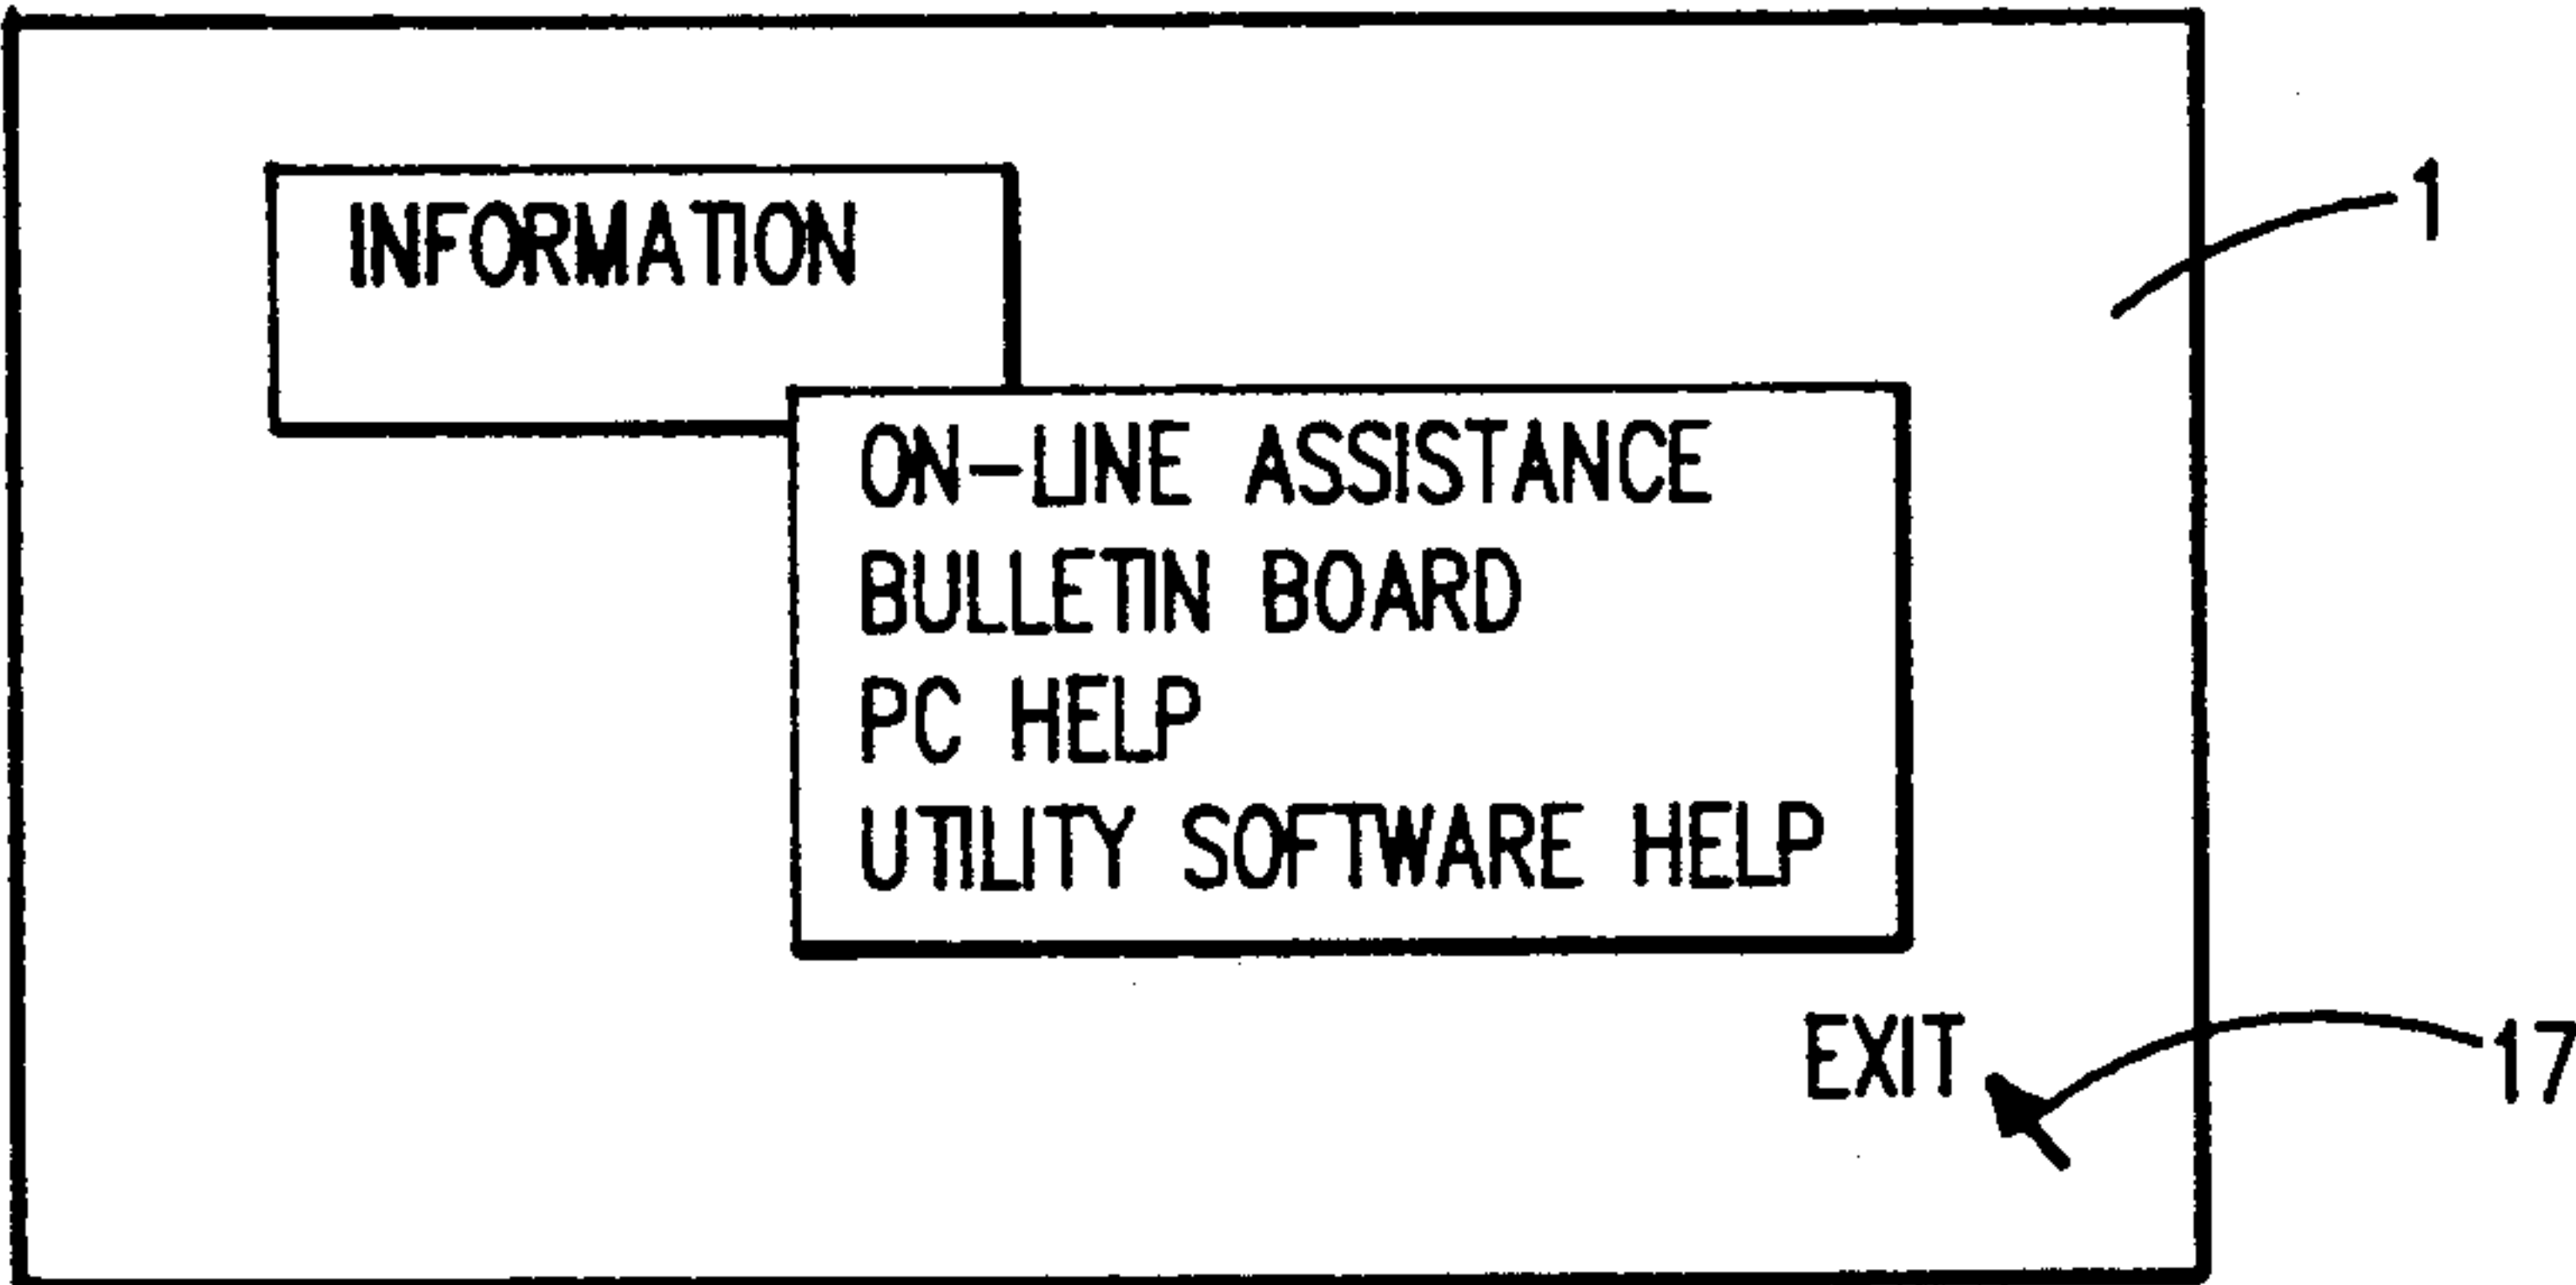 INFORMATION
1
ON-LINE ASSISTANCE
BULLETIN BOARD
PC HELP
UTILITY SOFTWARE HELP
EXIT
17